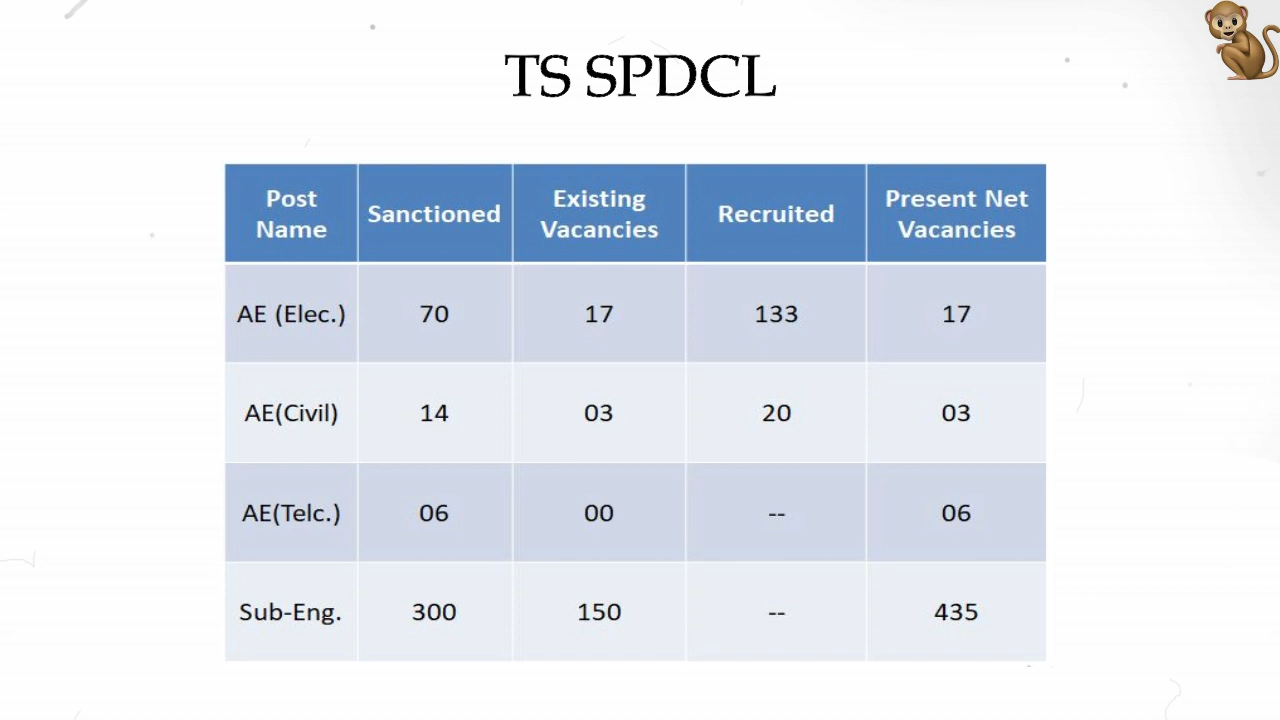 TS SPDCL
Post Name Sanctioned Existing Vacancies Recruited Present Net Vacancies
AE (Elec.) 70 17 133 17
AE(Civil) 14 03 20 03
AE(Telc.) 06 00 -- 06
Sub-Eng. 300 150 -- 435